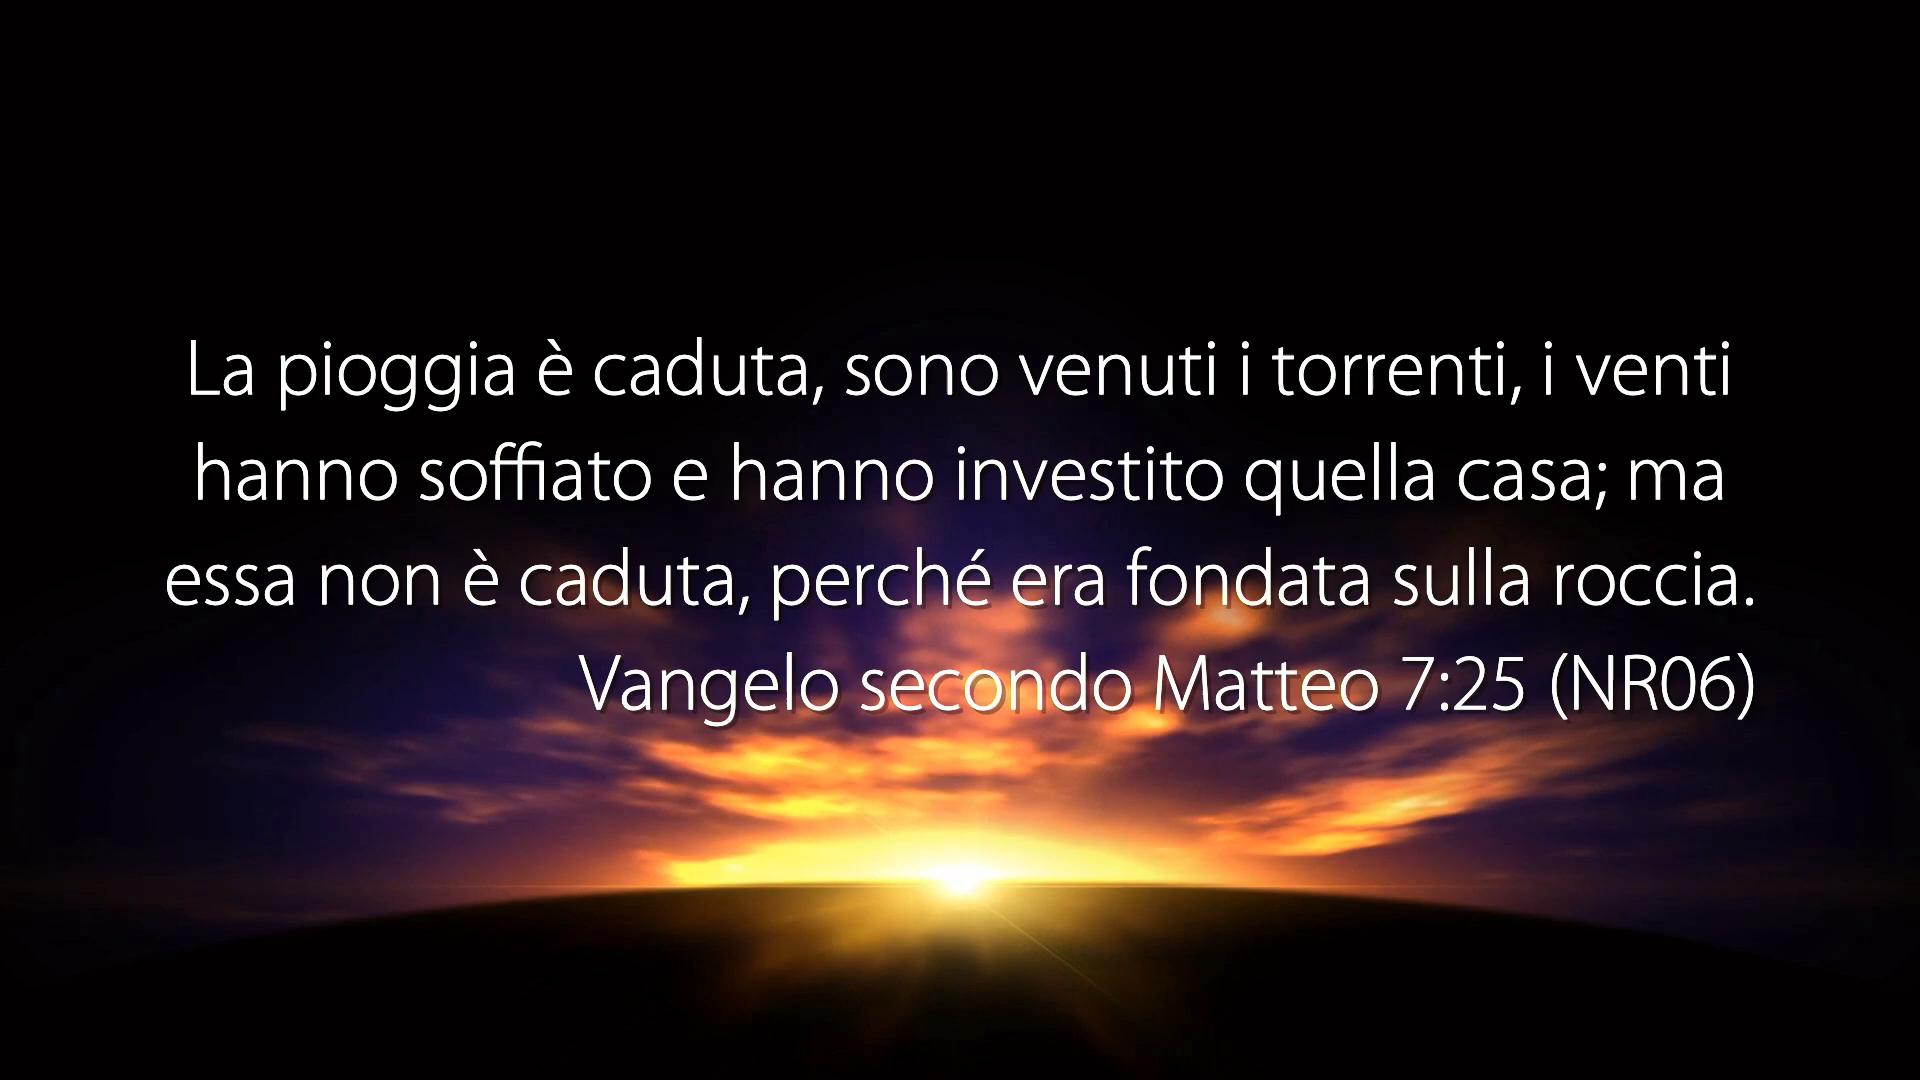 La pioggia è caduta, sono venuti i torrenti, i venti
hanno soffiato e hanno investito quella casa; ma
essa non è caduta, perché era fondata sulla roccia.
Vangelo secondo Matteo 7:25 (NR06)